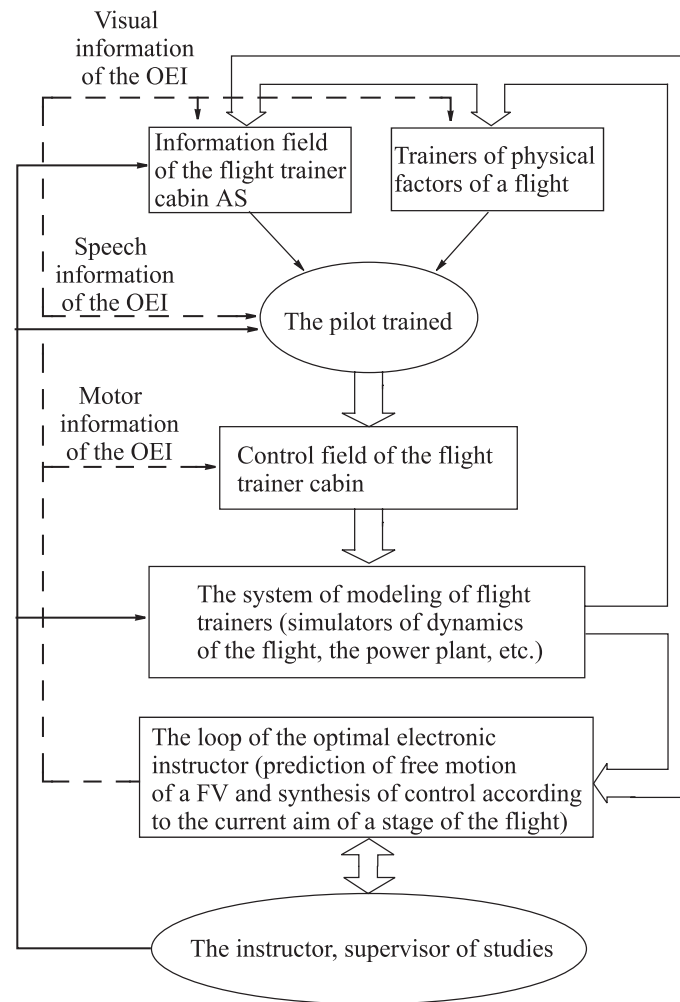 Visual
information
of the OEI
Information field
of the flight trainer
cabin AS
Trainers of physical
factors of a flight
Speech
information
of the OEI
The pilot trained
Motor
information
of the OEI
Control field of the flight
trainer cabin
The system of modeling of flight
trainers (simulators of dynamics
of the flight, the power plant, etc.)
The loop of the optimal electronic
instructor (prediction of free motion
of a FV and synthesis of control according
to the current aim of a stage of the flight)
The instructor, supervisor of studies